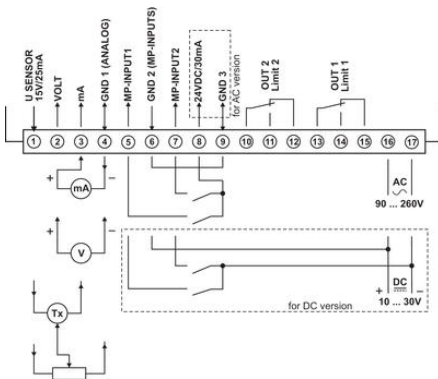 U SENSOR
15V/25mA
VOLT
mA
GND 1 (ANALOG)
MP-INPUT1
GND 2 (MP-INPUTS)
MP-INPUT2
24VDC/30mA
GND 3
for AC version
OUT 2
Limit 2
OUT 1
Limit 1
1 2 3 4 5 6 7 8 9 10 11 12 13 14 15 16 17
+ mA −
AC
90 ... 260V
+ V −
+ DC −
10 ... 30V
for DC version
Tx